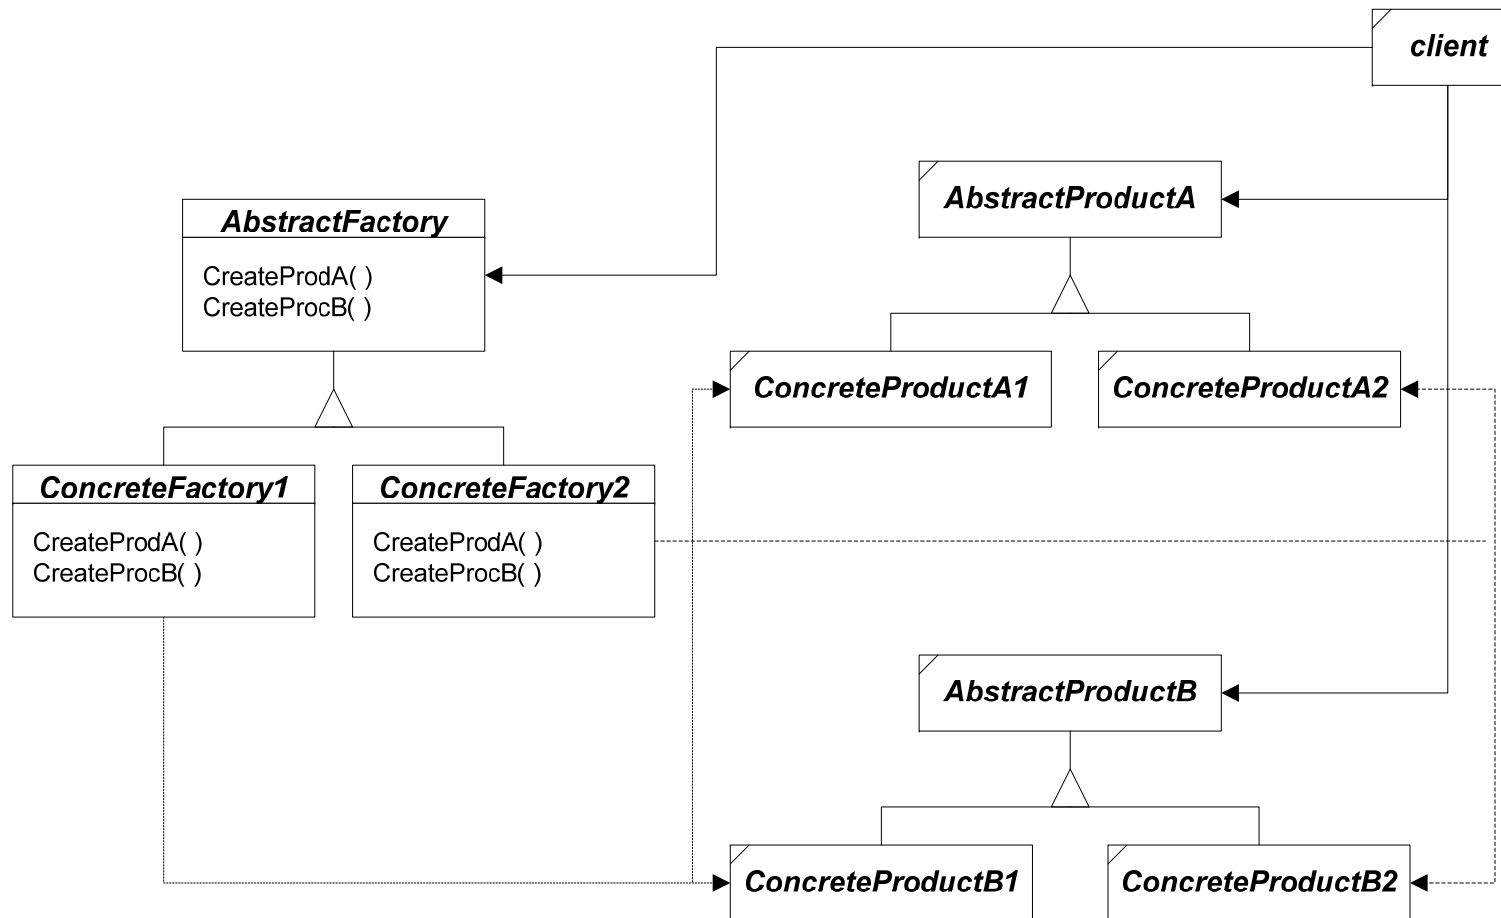 client
AbstractProductA
AbstractFactory
CreateProdA( )
CreateProcB( )
ConcreteProductA1
ConcreteProductA2
ConcreteFactory1
CreateProdA( )
CreateProcB( )
ConcreteFactory2
CreateProdA( )
CreateProcB( )
AbstractProductB
ConcreteProductB1
ConcreteProductB2